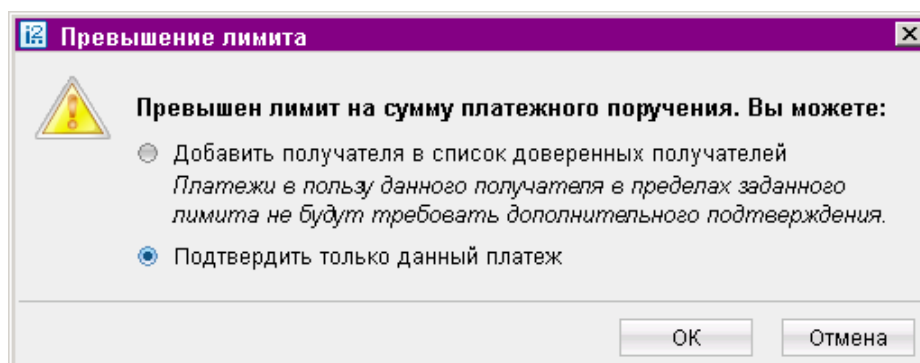 Превышение лимита
Превышен лимит на сумму платежного поручения. Вы можете:
Добавить получателя в список доверенных получателей
Платежи в пользу данного получателя в пределах заданного
лимита не будут требовать дополнительного подтверждения.
Подтвердить только данный платеж
ОК
Отмена